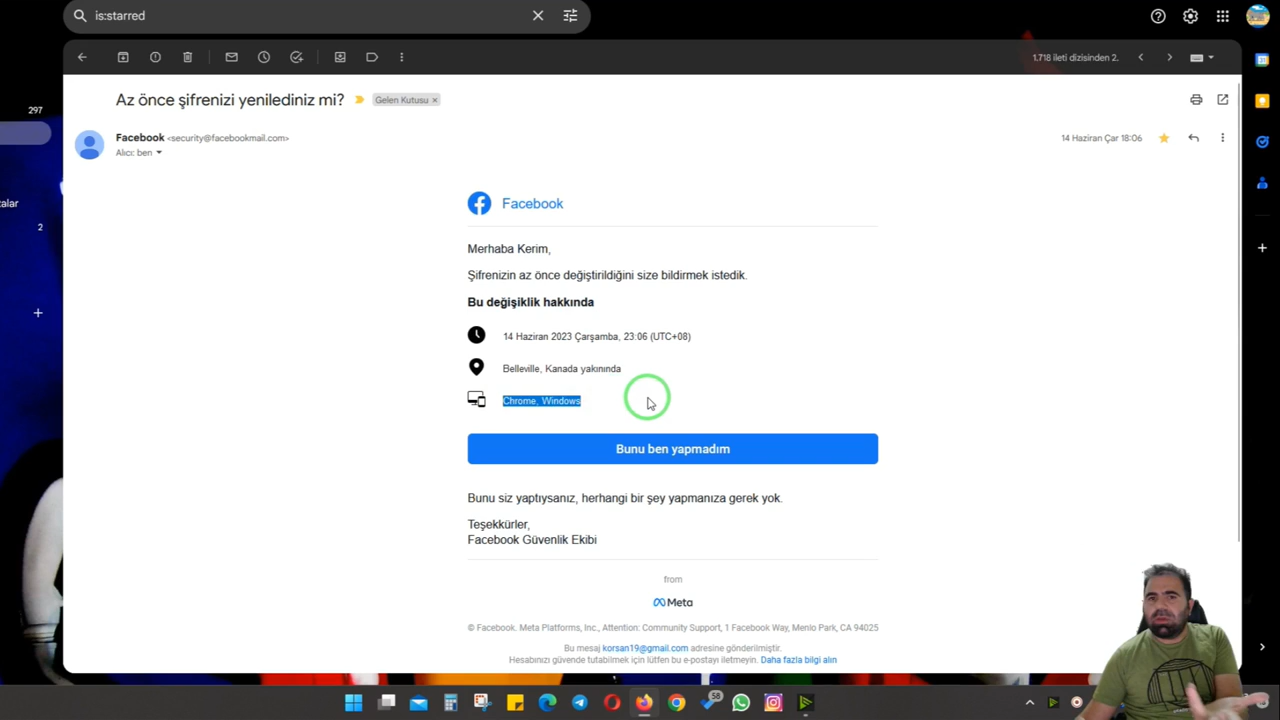 is:starred
1.718 ileti dizisinden 2.
297
Az önce şifrenizi yenilediniz mi?
Gelen Kutusu ×
Facebook <security@facebookmail.com>
14 Haziran Çar 18:06
Alıcı: ben
talar
2
Facebook
Merhaba Kerim,
Şifrenizin az önce değiştirildiğini size bildirmek istedik.
Bu değişiklik hakkında
14 Haziran 2023 Çarşamba, 23:06 (UTC+08)
Belleville, Kanada yakınında
Chrome, Windows
Bunu ben yapmadım
Bunu siz yaptıysanız, herhangi bir şey yapmanıza gerek yok.
Teşekkürler,
Facebook Güvenlik Ekibi
from
Meta
© Facebook. Meta Platforms, Inc., Attention: Community Support, 1 Facebook Way, Menlo Park, CA 94025
Bu mesaj korsan19@gmail.com adresine gönderilmiştir.
Hesabınızı güvende tutabilmek için lütfen bu e-postayı iletmeyin. Daha fazla bilgi alın
58